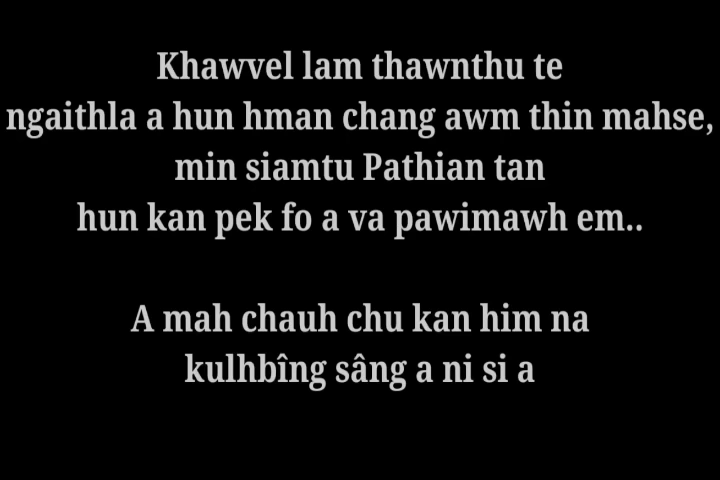 Khawvel lam thawnthu te
ngaithla a hun hman chang awm thin mahse,
min siamtu Pathian tan
hun kan pek fo a va pawimawh em..
A mah chauh chu kan him na
kulhbîng sâng a ni si a